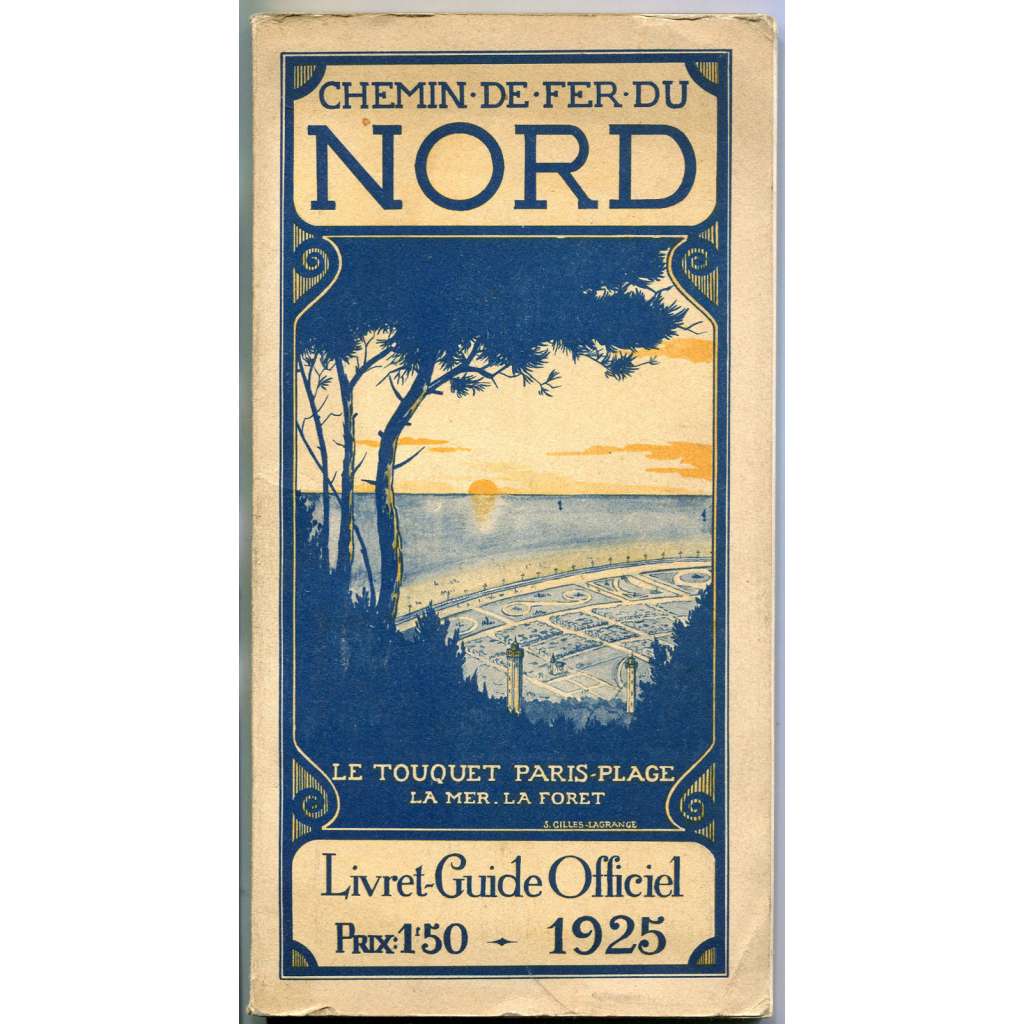 CHEMIN·DE·FER·DU
NORD
LE TOUQUET PARIS-PLAGE
LA MER. LA FORET
J. GILLES-LAGRANGE
Livret-Guide Officiel
PRIX: 1f50 - 1925